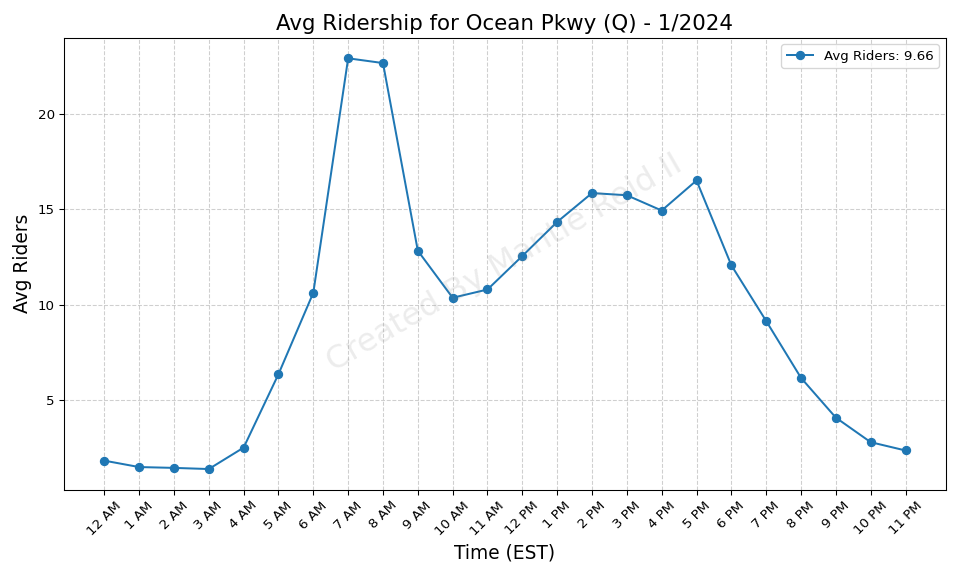 Avg Ridership for Ocean Pkwy (Q) - 1/2024
Avg Riders: 9.66
Avg Riders
20
15
10
5
Created By Mantie Reid II
12 AM
1 AM
2 AM
3 AM
4 AM
5 AM
6 AM
7 AM
8 AM
9 AM
10 AM
11 AM
12 PM
1 PM
2 PM
3 PM
4 PM
5 PM
6 PM
7 PM
8 PM
9 PM
10 PM
11 PM
Time (EST)